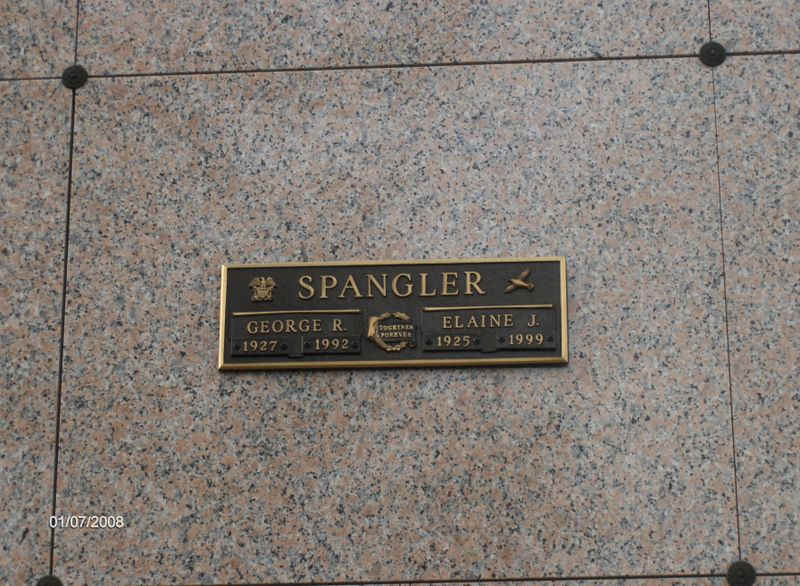 SPANGLER
GEORGE R.
1927 1992
TOGETHER
FOREVER
ELAINE J.
1925 1999
01/07/2008